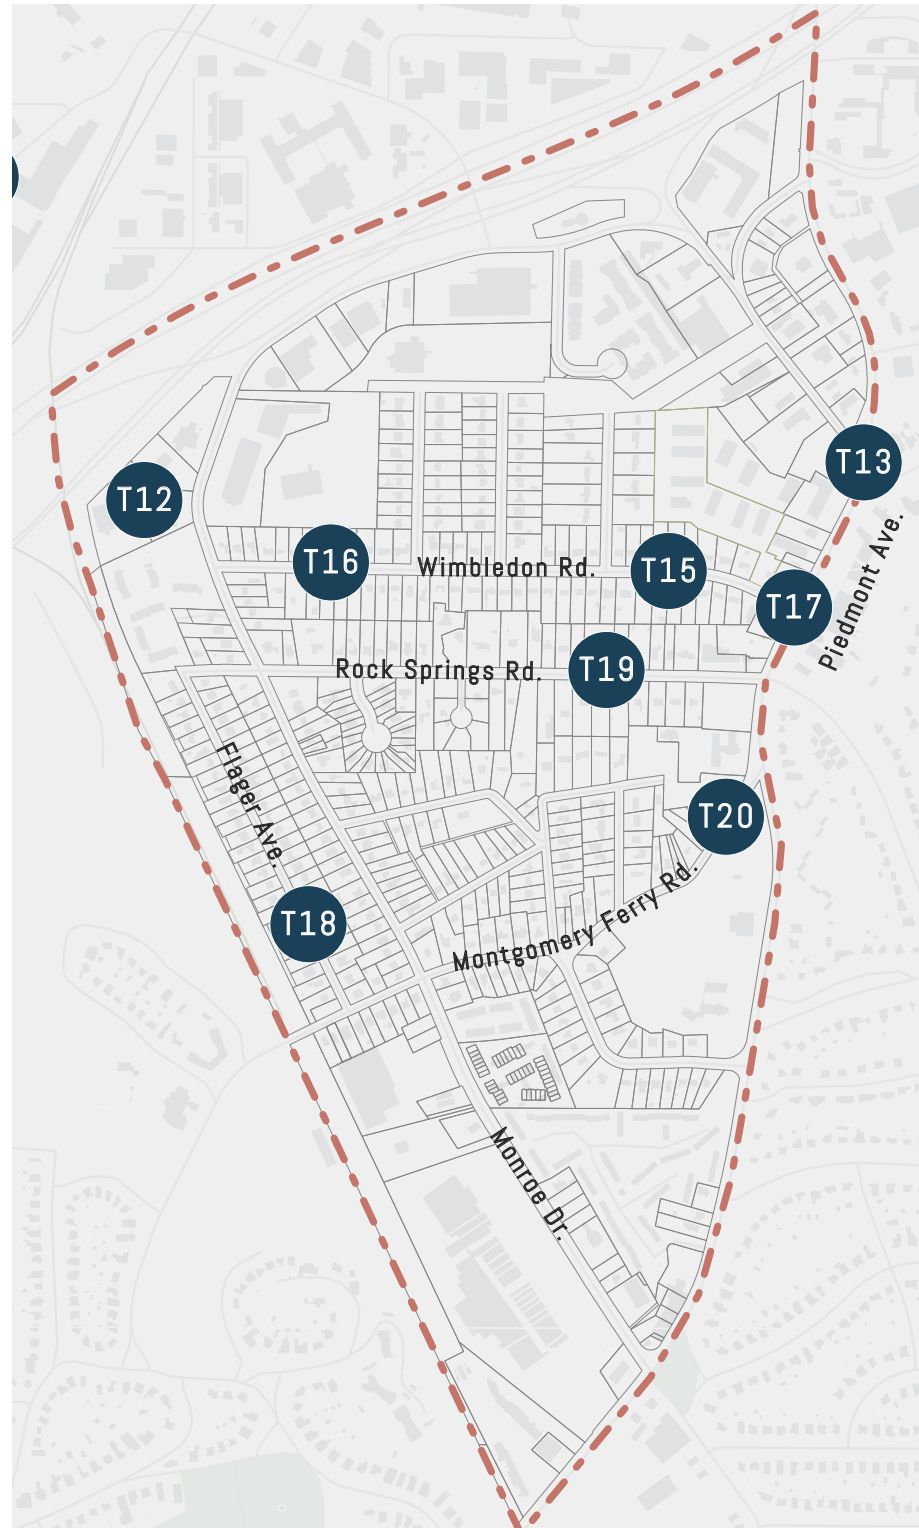 T13
T12
T16
Wimbledon Rd.
T15
T17
Piedmont Ave.
Rock Springs Rd.
T19
Flager Ave.
T20
T18
Montgomery Ferry Rd.
Monroe Dr.